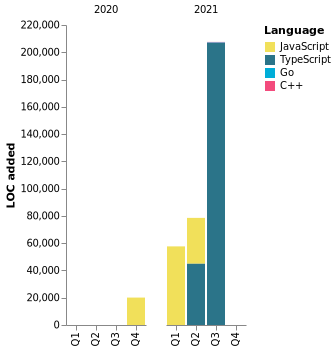 2020 2021
Language
JavaScript
TypeScript
Go
C++
LOC added
220,000
200,000
180,000
160,000
140,000
120,000
100,000
80,000
60,000
40,000
20,000
0
Q1 Q2 Q3 Q4 Q1 Q2 Q3 Q4